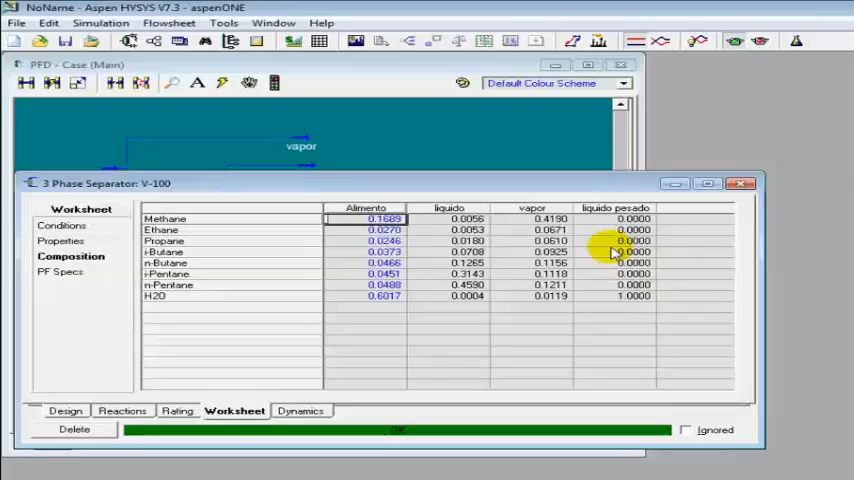 NoName - Aspen HYSYS V7.3 - aspenONE
File Edit Simulation Flowsheet Tools Window Help
PFD - Case (Main)
A
Default Colour Scheme
vapor
3 Phase Separator: V-100
Worksheet
Conditions
Properties
Composition
PF Specs
Alimento liquido vapor liquido pesado
Methane 0.1689 0.0056 0.4190 0.0000
Ethane 0.0270 0.0053 0.0671 0.0000
Propane 0.0246 0.0180 0.0610 0.0000
i-Butane 0.0373 0.0708 0.0925 0.0000
n-Butane 0.0466 0.1265 0.1156 0.0000
i-Pentane 0.0451 0.3143 0.1118 0.0000
n-Pentane 0.0488 0.4590 0.1211 0.0000
H2O 0.6017 0.0004 0.0119 1.0000
Design Reactions Rating Worksheet Dynamics
Delete OK Ignored